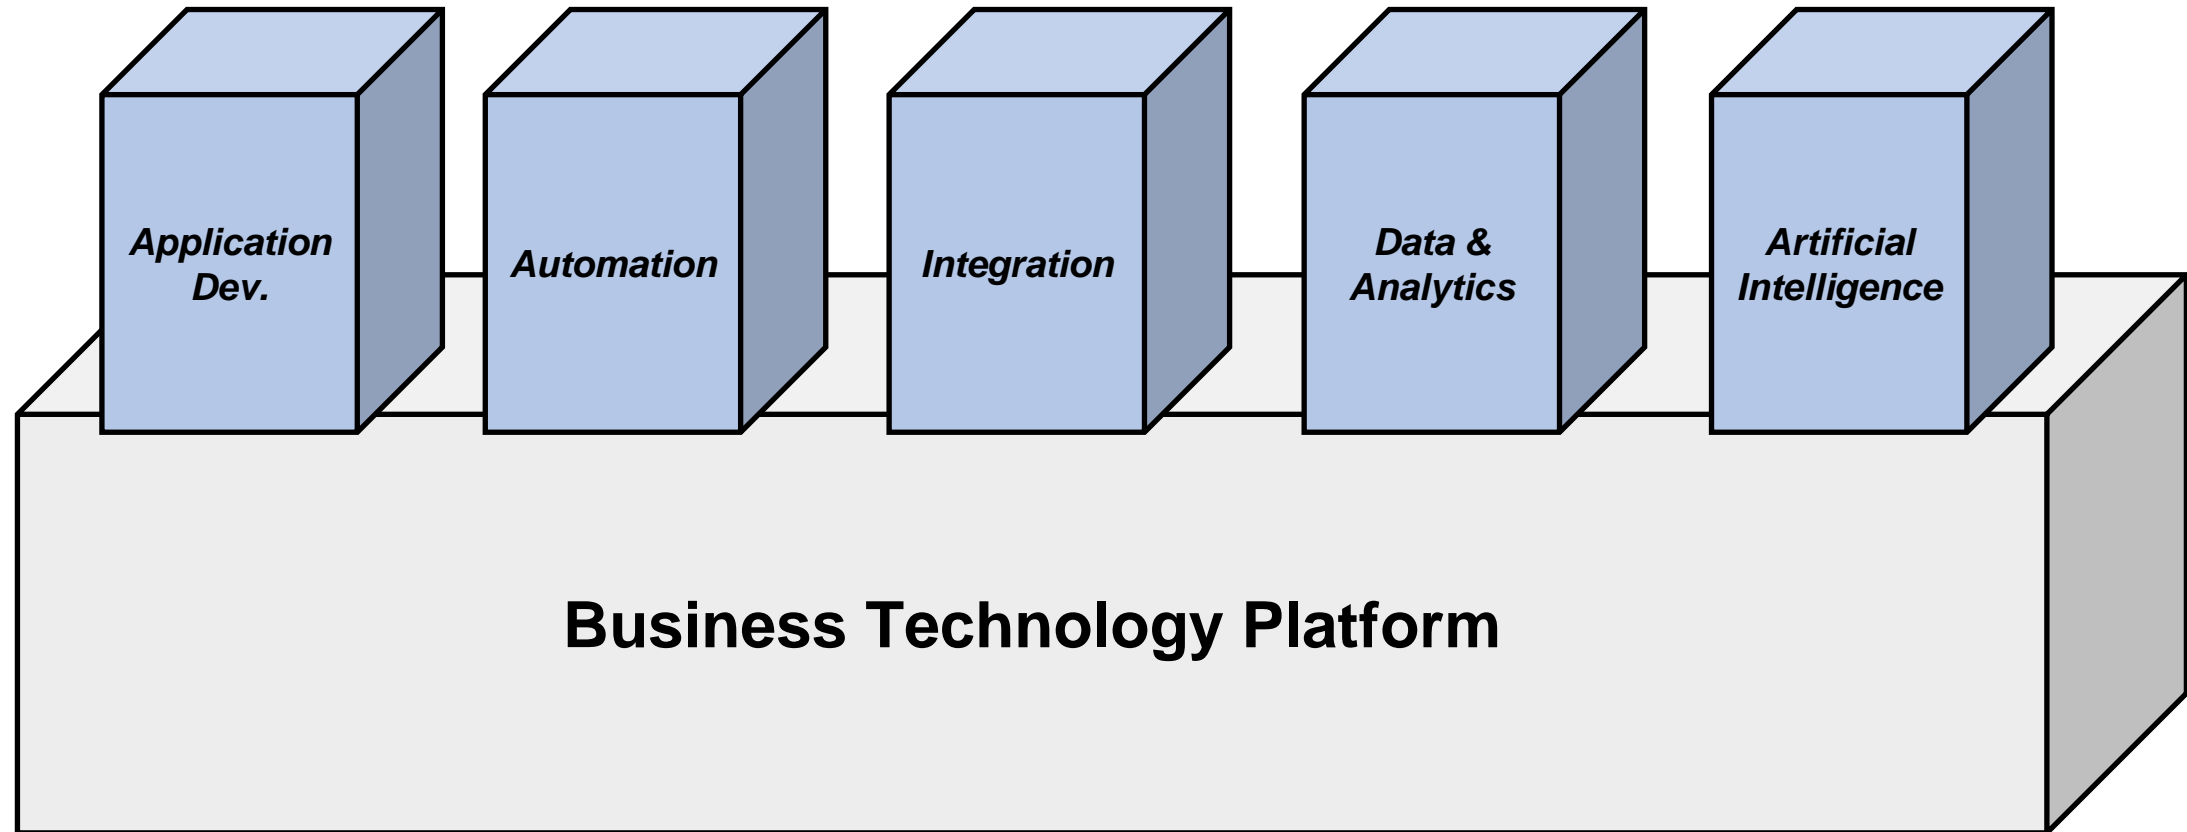 Application
Dev.
Automation
Integration
Data &
Analytics
Artificial
Intelligence
Business Technology Platform